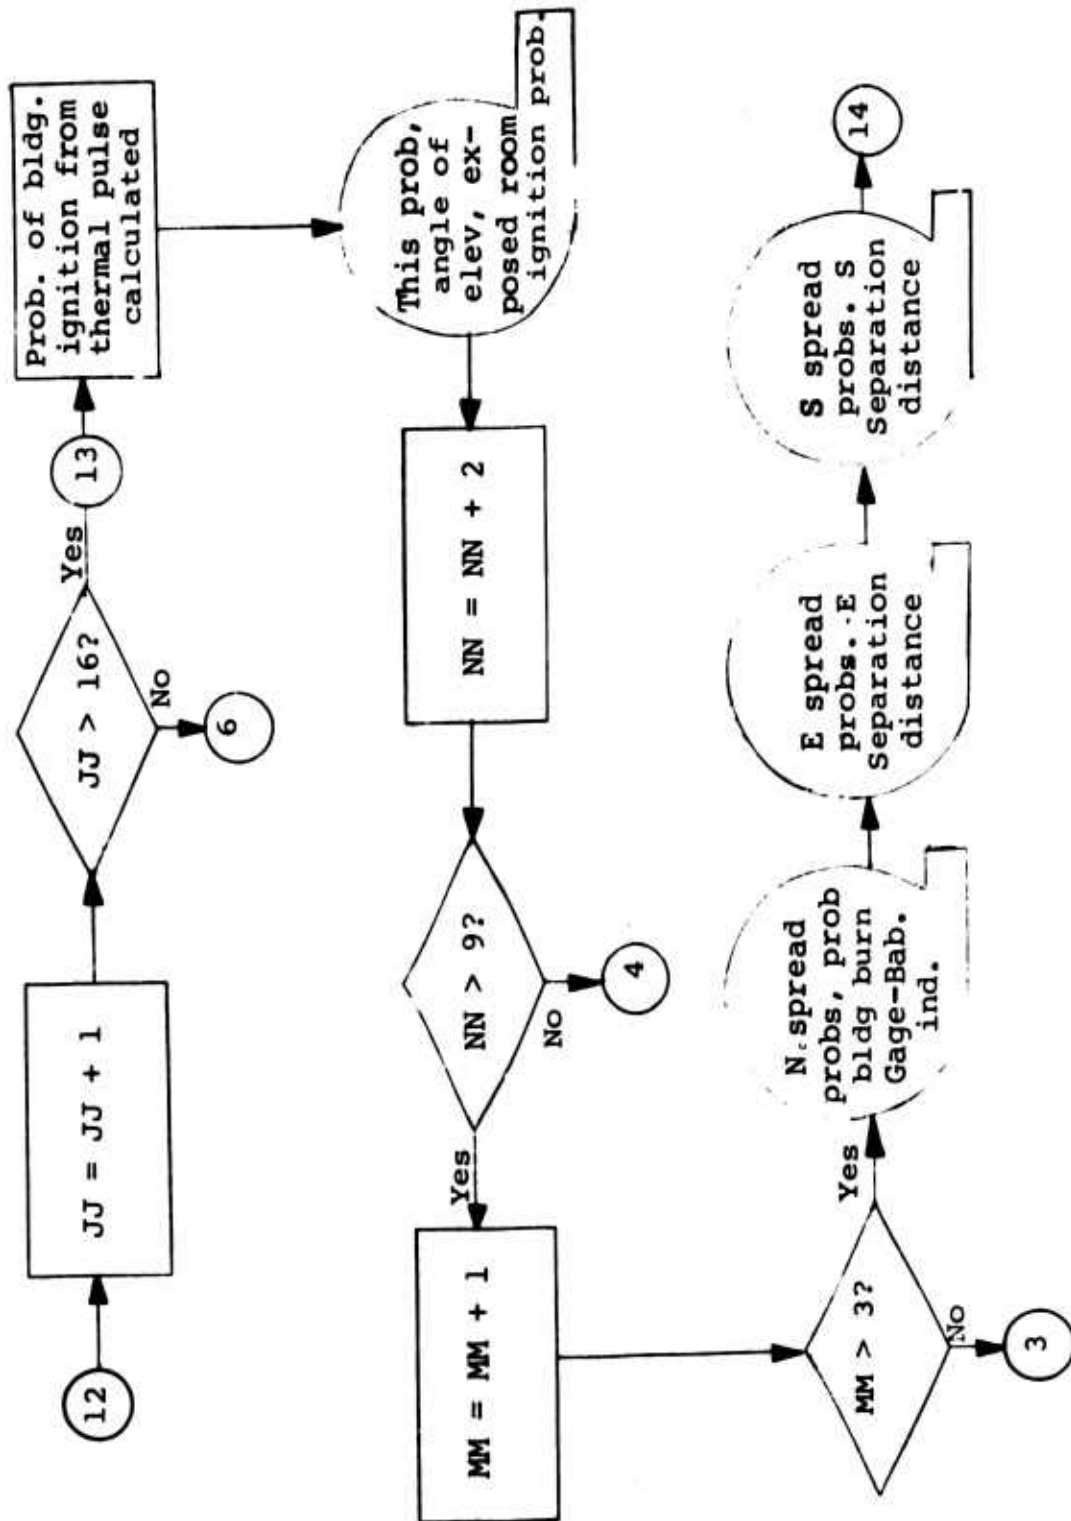 12
JJ = JJ + 1
JJ > 16?
Yes
No
6
13
Prob. of bldg.
ignition from
thermal pulse
calculated
This prob,
angle of
elev, ex-
posed room
ignition prob.
NN = NN + 2
NN > 9?
No
4
Yes
MM = MM + 1
MM > 3?
No
3
Yes
N spread
probs, prob
bldg burn
Gage-Bab.
ind.
E spread
probs. E
Separation
distance
S spread
probs. S
Separation
distance
14